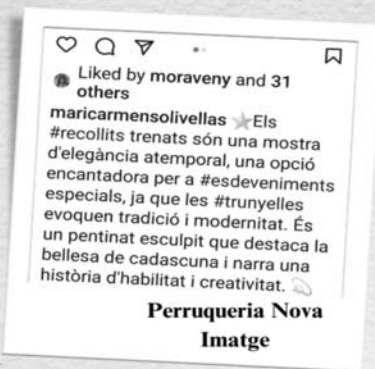 Liked by moraveny and 31
others
maricarmensolivellas ⭐Els
#recollits trenats són una mostra
d'elegància atemporal, una opció
encantadora per a #esdeveniments
especials, ja que les #trunyelles
evoquen tradició i modernitat. És
un pentinat esculpit que destaca la
bellesa de cadascuna i narra una
història d'habilitat i creativitat. 💫
Perruqueria Nova
Imatge